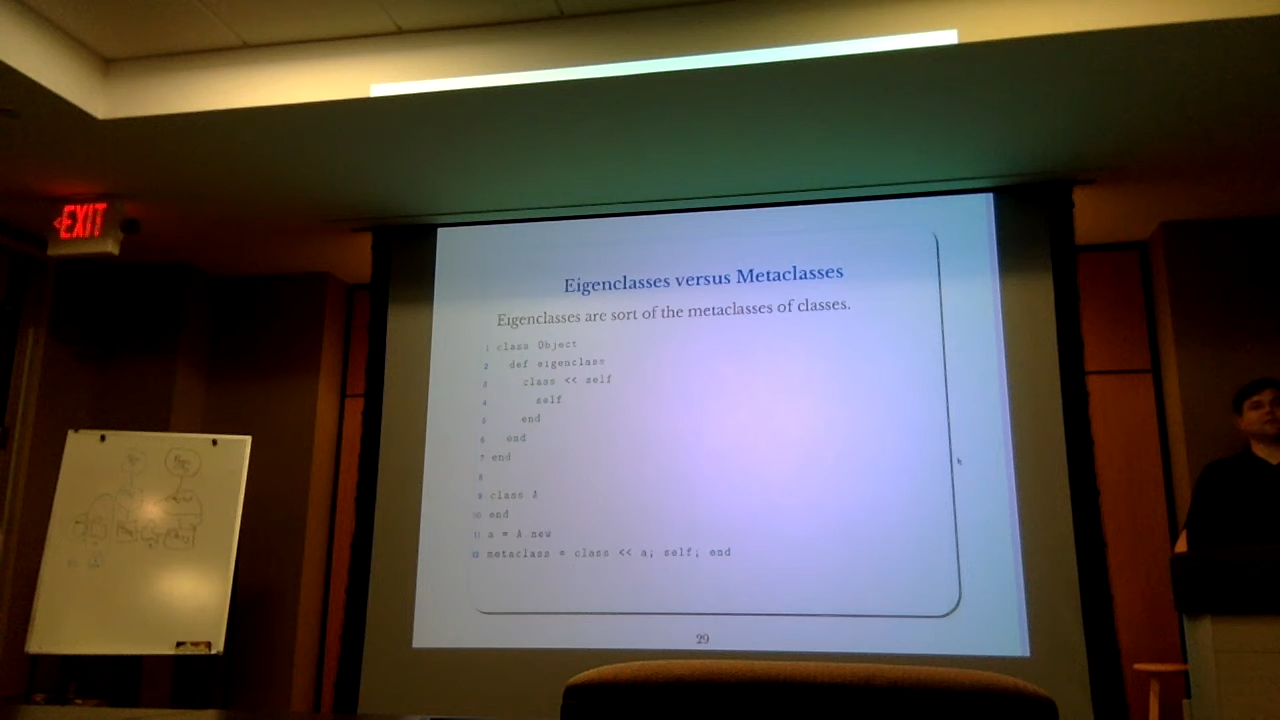 EXIT
Eigenclasses versus Metaclasses
Eigenclasses are sort of the metaclasses of classes.
1 class Object
2 def eigenclass
3 class << self
4 self
5 end
6 end
7 end
8
9 class A
10 end
11 a = A.new
12 metaclass = class << a; self; end
29